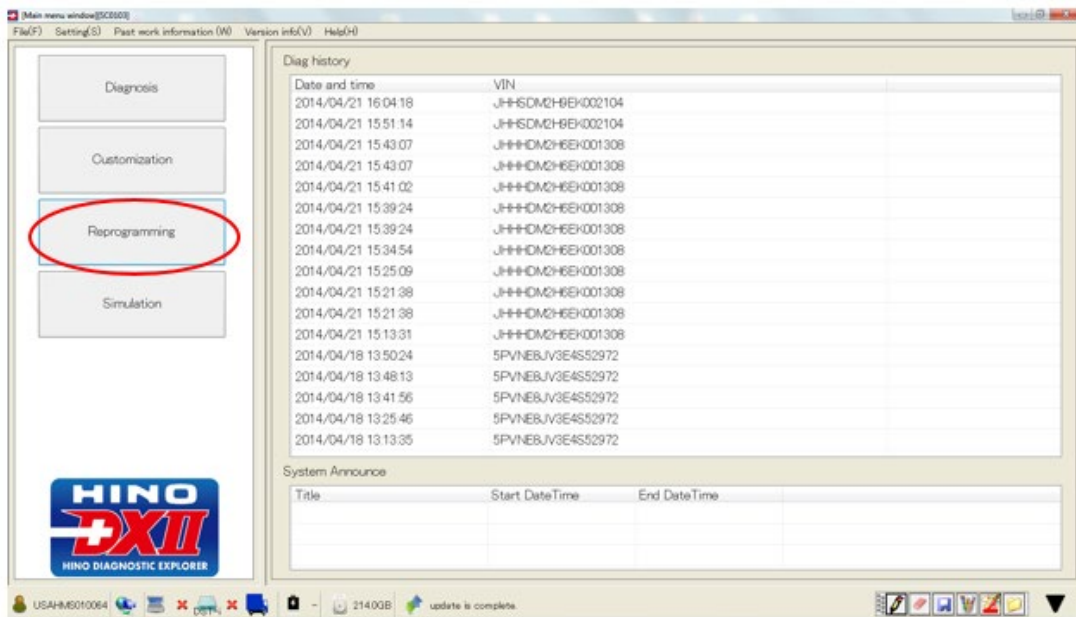 [Main menu window][SC0103]
File(F) Setting(S) Past work information (W) Version info(V) Help(H)
Diagnosis
Customization
Reprogramming
Simulation
HINO
DXII
HINO DIAGNOSTIC EXPLORER
Diag history
Date and time VIN
2014/04/21 16:04:18 JHHSDM2H9EK002104
2014/04/21 15:51:14 JHHSDM2H9EK002104
2014/04/21 15:43:07 JHHHDM2H6EK001308
2014/04/21 15:43:07 JHHHDM2H6EK001308
2014/04/21 15:41:02 JHHHDM2H6EK001308
2014/04/21 15:39:24 JHHHDM2H6EK001308
2014/04/21 15:39:24 JHHHDM2H6EK001308
2014/04/21 15:34:54 JHHHDM2H6EK001308
2014/04/21 15:25:09 JHHHDM2H6EK001308
2014/04/21 15:21:38 JHHHDM2H6EK001308
2014/04/21 15:21:38 JHHHDM2H6EK001308
2014/04/21 15:13:31 JHHHDM2H6EK001308
2014/04/18 13:50:24 5PVNE8JV3E4S52972
2014/04/18 13:48:13 5PVNE8JV3E4S52972
2014/04/18 13:41:56 5PVNE8JV3E4S52972
2014/04/18 13:25:46 5PVNE8JV3E4S52972
2014/04/18 13:13:35 5PVNE8JV3E4S52972
System Announce
Title Start DateTime End DateTime
USAHMS010064 - 214.0GB update is complete.